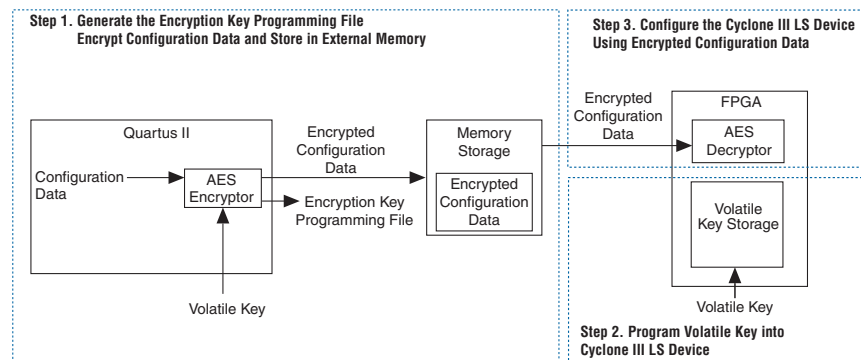 Step 1. Generate the Encryption Key Programming File
Encrypt Configuration Data and Store in External Memory
Step 3. Configure the Cyclone III LS Device
Using Encrypted Configuration Data
Quartus II
Configuration
Data
AES
Encryptor
Encrypted
Configuration
Data
Encryption Key
Programming File
Volatile Key
Memory
Storage
Encrypted
Configuration
Data
Encrypted
Configuration
Data
FPGA
AES
Decryptor
Volatile
Key Storage
Volatile Key
Step 2. Program Volatile Key into
Cyclone III LS Device